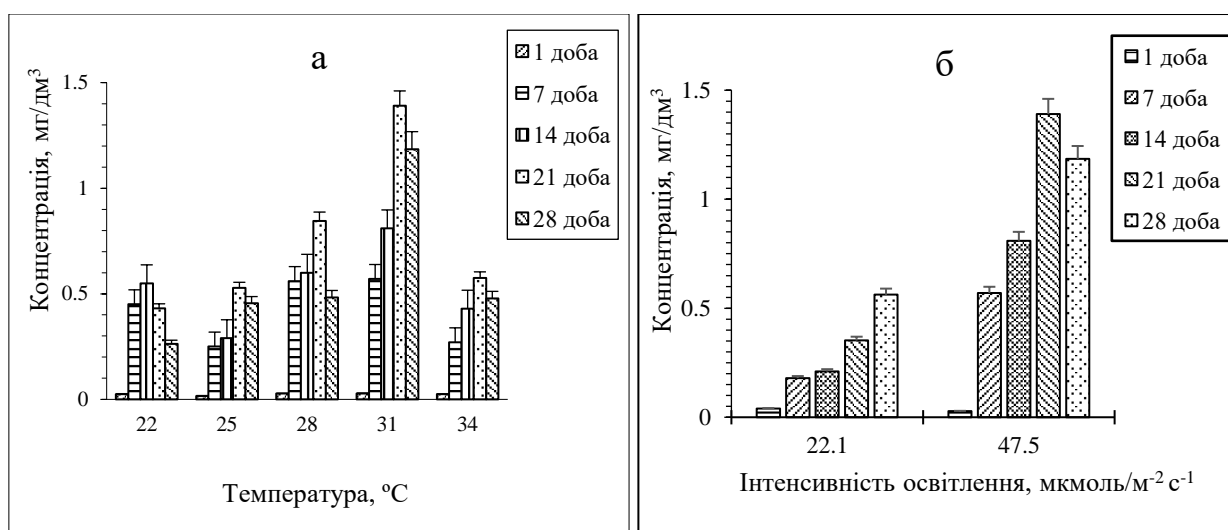 а
Концентрація, мг/дм³
1.5
1
0.5
0
22
25
28
31
34
Температура, ºС
1 доба
7 доба
14 доба
21 доба
28 доба
б
Концентрація, мг/дм³
1.5
1
0.5
0
22.1
47.5
Інтенсивність освітлення, мкмоль/м⁻² с⁻¹
1 доба
7 доба
14 доба
21 доба
28 доба